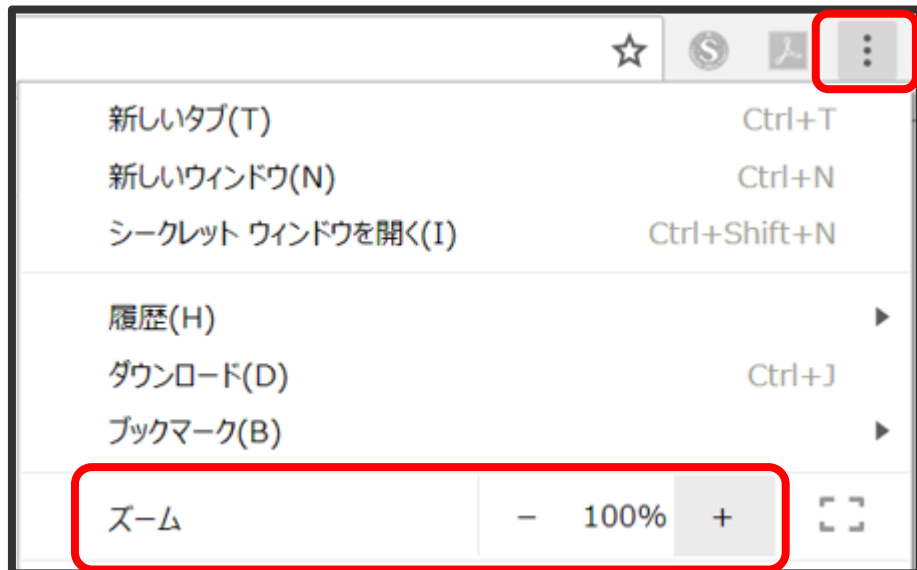 新しいタブ(T) Ctrl+T
新しいウィンドウ(N) Ctrl+N
シークレット ウィンドウを開く(I) Ctrl+Shift+N
履歴(H)
ダウンロード(D) Ctrl+J
ブックマーク(B)
ズーム － 100% +